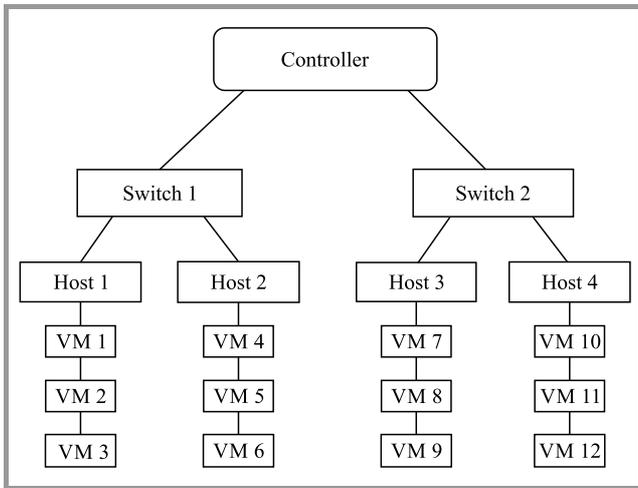 Controller
Switch 1
Switch 2
Host 1
Host 2
Host 3
Host 4
VM 1
VM 4
VM 7
VM 10
VM 2
VM 5
VM 8
VM 11
VM 3
VM 6
VM 9
VM 12